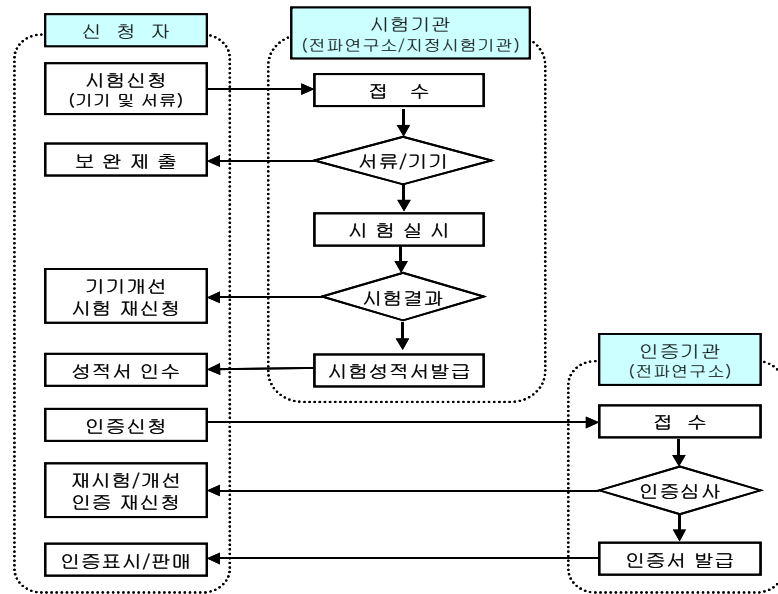 신 청 자
시험신청
(기기 및 서류)
보 완 제 출
기기개선
시험 재신청
성적서 인수
인증신청
재시험/개선
인증 재신청
인증표시/판매
시험기관
(전파연구소/지정시험기관)
접 수
서류/기기
시 험 실 시
시험결과
시험성적서발급
인증기관
(전파연구소)
접 수
인증심사
인증서 발급